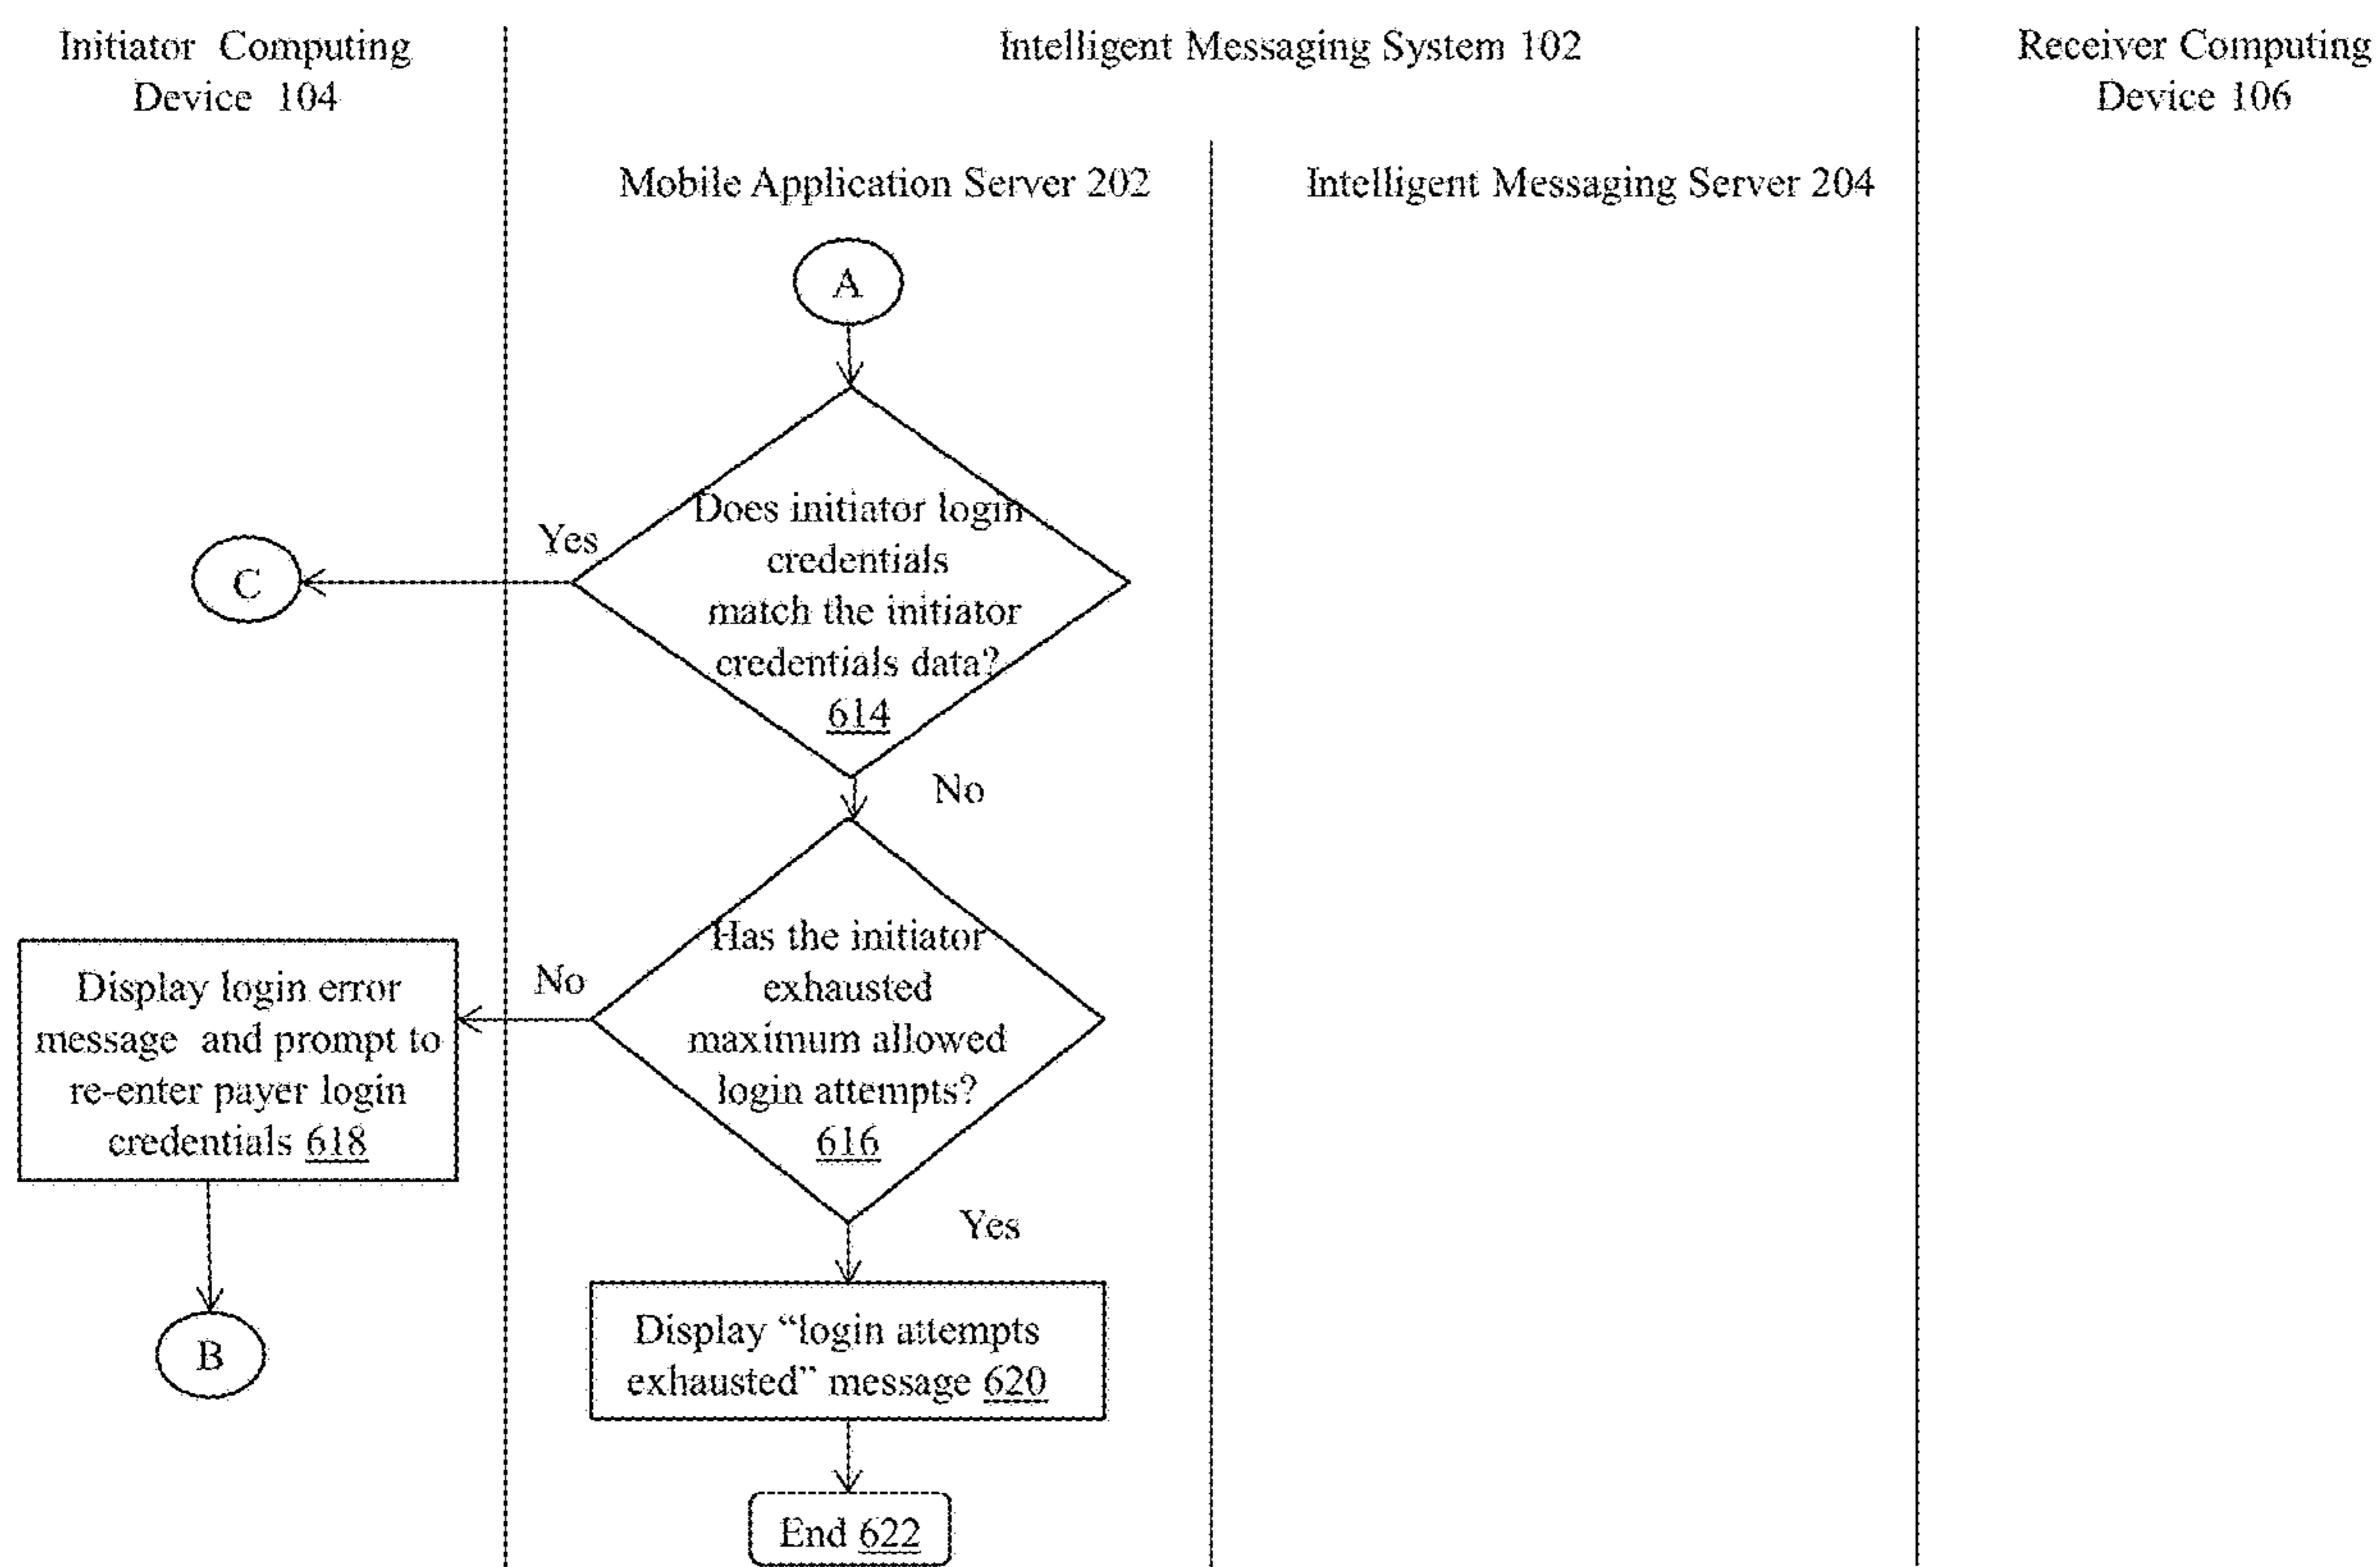 Initiator Computing
Device 104
Intelligent Messaging System 102
Receiver Computing
Device 106
Mobile Application Server 202
Intelligent Messaging Server 204
A
Does initiator login
credentials
match the initiator
credentials data?
614
Yes
C
No
Has the initiator
exhausted
maximum allowed
login attempts?
616
No
Display login error
message and prompt to
re-enter payer login
credentials 618
B
Yes
Display “login attempts
exhausted” message 620
End 622